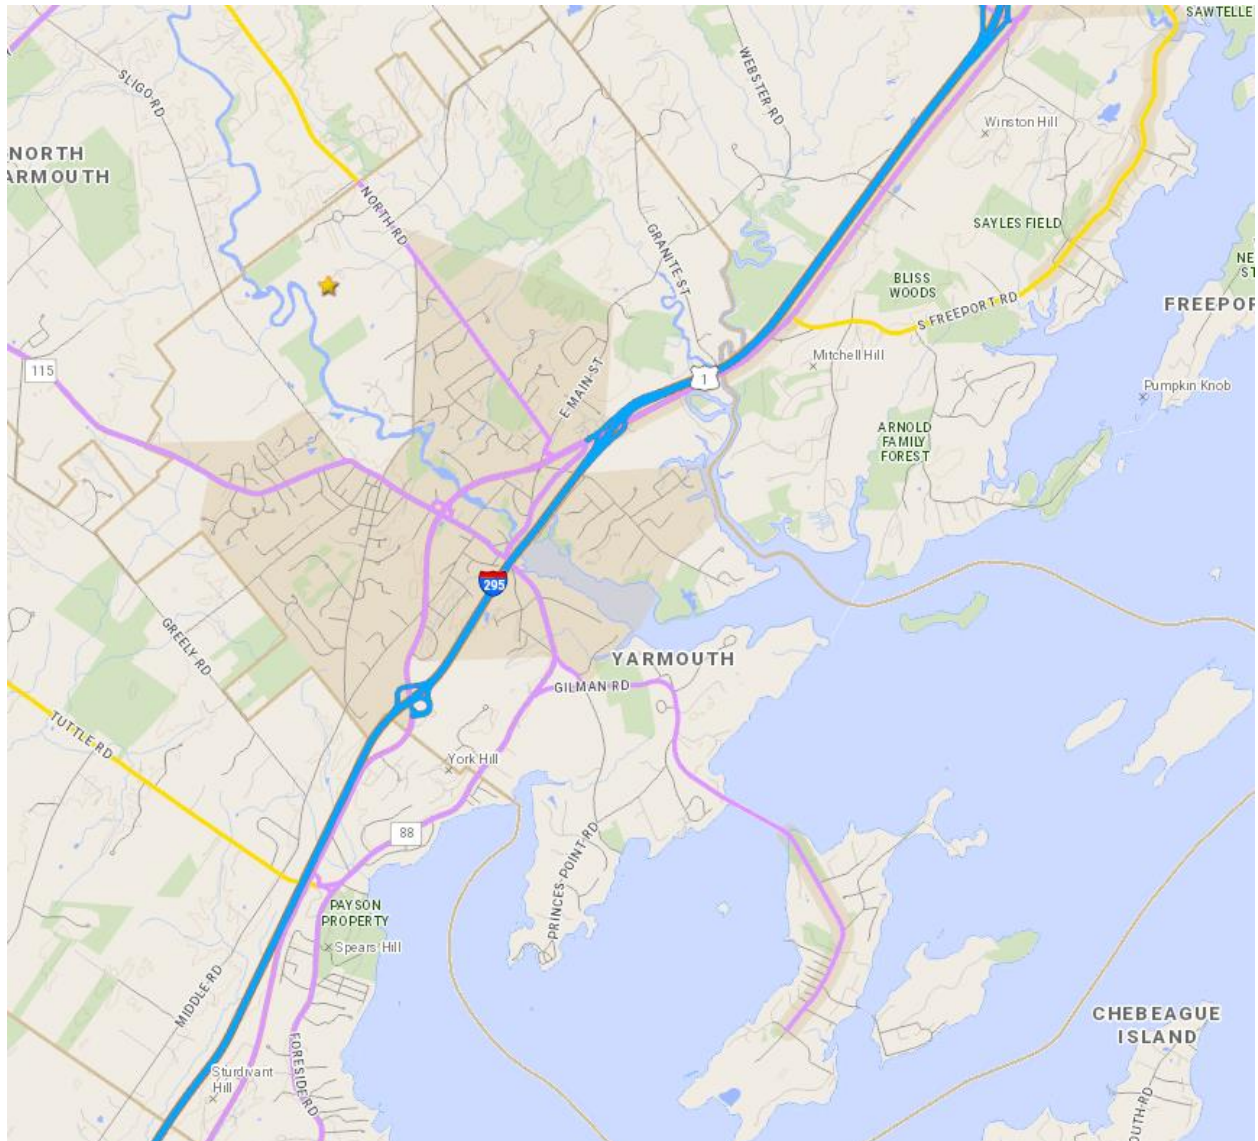 SAWTELLE
SLIGO RD
WEBSTER RD
Winston Hill
NORTH
ARMOUTH
NORTH RD
SAYLES FIELD
GRANITE ST
BLISS
WOODS
FREEPOR
S FREEPORT RD
Mitchell Hill
115
1
Pumpkin Knob
E MAIN ST
ARNOLD
FAMILY
FOREST
295
GREELY RD
YARMOUTH
GILMAN RD
TUTTLE RD
York Hill
88
PRINCES POINT RD
PAYSON
PROPERTY
Spears Hill
MIDDLE RD
CHEBEAGUE
ISLAND
FORESIDE RD
Sturdivant
Hill